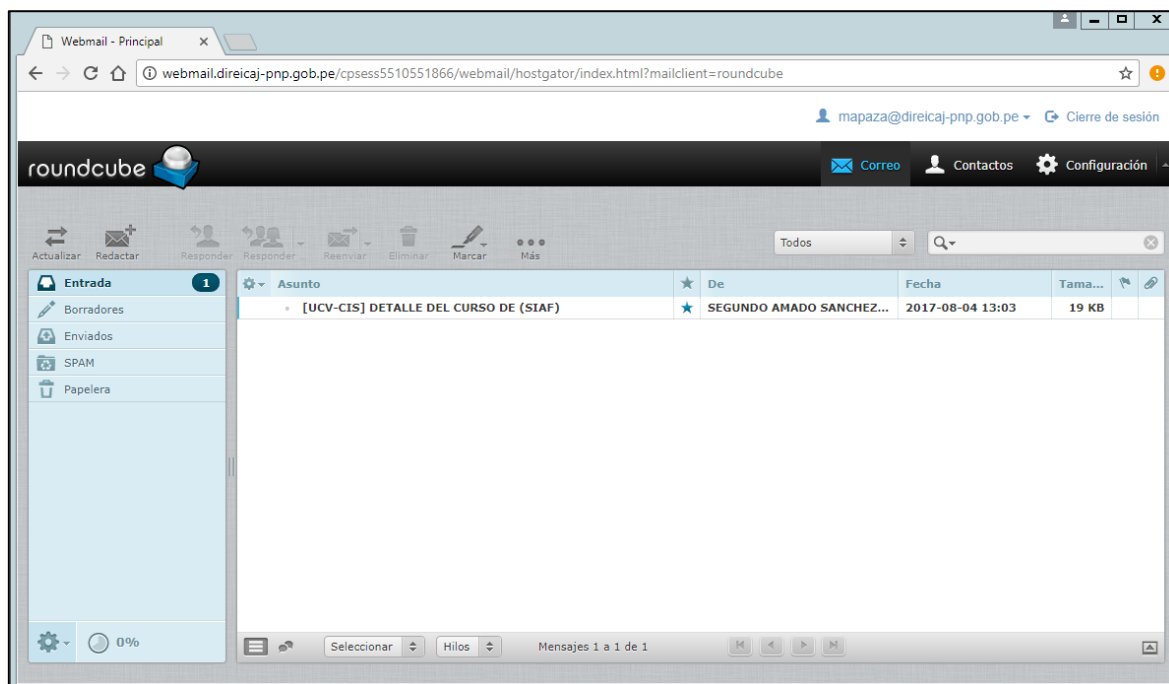 Webmail - Principal
webmail.direicaj-pnp.gob.pe/cpsess5510551866/webmail/hostgator/index.html?mailclient=roundcube
mapaza@direicaj-pnp.gob.pe Cierre de sesión
roundcube Correo Contactos Configuración
Actualizar Redactar Responder Responder ... Reenviar Eliminar Marcar Más Todos
Entrada 1 Asunto De Fecha Tama...
Borradores [UCV-CIS] DETALLE DEL CURSO DE (SIAF) SEGUNDO AMADO SANCHEZ... 2017-08-04 13:03 19 KB
Enviados
SPAM
Papelera
0% Seleccionar Hilos Mensajes 1 a 1 de 1